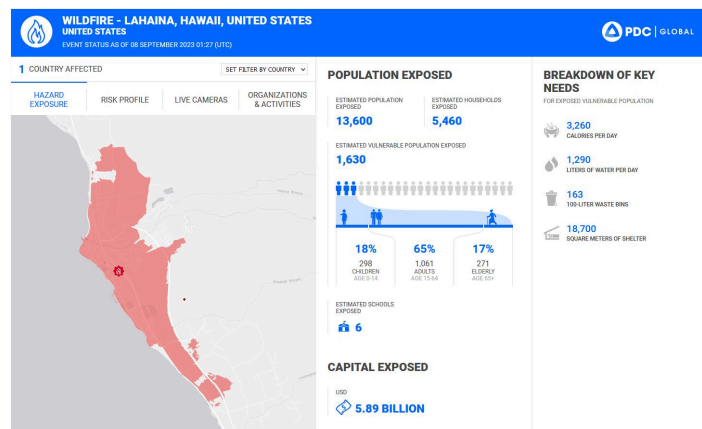 WILDFIRE - LAHAINA, HAWAII, UNITED STATES
UNITED STATES
EVENT STATUS AS OF 08 SEPTEMBER 2023 01:27 (UTC)
PDC | GLOBAL
1 COUNTRY AFFECTED
SET FILTER BY COUNTRY
HAZARD
EXPOSURE
RISK PROFILE
LIVE CAMERAS
ORGANIZATIONS
& ACTIVITIES
POPULATION EXPOSED
ESTIMATED POPULATION
EXPOSED
13,600
ESTIMATED HOUSEHOLDS
EXPOSED
5,460
ESTIMATED VULNERABLE POPULATION EXPOSED
1,630
18%
298
CHILDREN
AGE 0-14
65%
1,061
ADULTS
AGE 15-64
17%
271
ELDERLY
AGE 65+
ESTIMATED SCHOOLS
EXPOSED
6
CAPITAL EXPOSED
USD
5.89 BILLION
BREAKDOWN OF KEY
NEEDS
FOR EXPOSED VULNERABLE POPULATION
3,260
CALORIES PER DAY
1,290
LITERS OF WATER PER DAY
163
100-LITER WASTE BINS
18,700
SQUARE METERS OF SHELTER